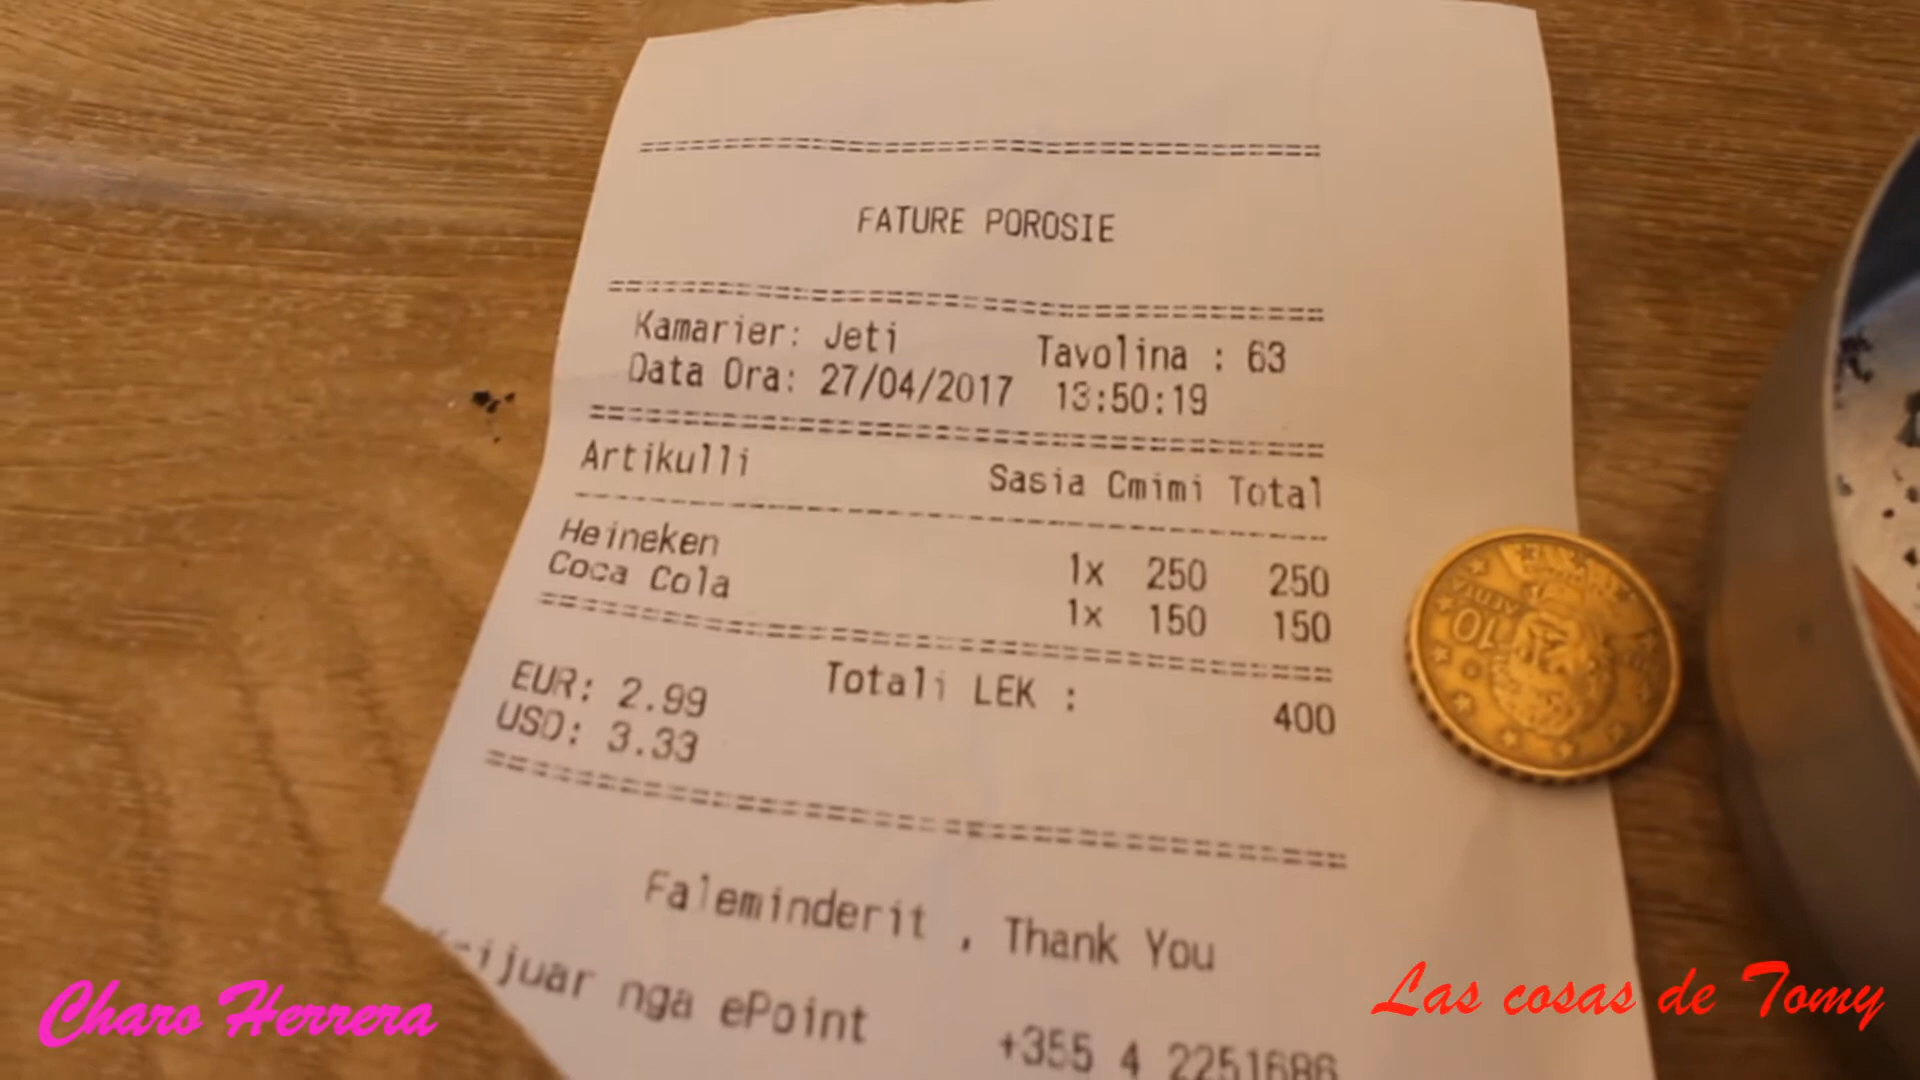 FATURE POROSIE
Kamarier: Jeti Tavolina : 63
Data Ora: 27/04/2017 13:50:19
Artikulli Sasia Cmimi Total
Heineken 1x 250 250
Coca Cola 1x 150 150
Totali LEK : 400
EUR: 2.99
USD: 3.33
Faleminderit , Thank You
nga ePoint +355 4 2251686
10
ΛΕΠΤΑ
Charo Herrera
Las cosas de Tomy